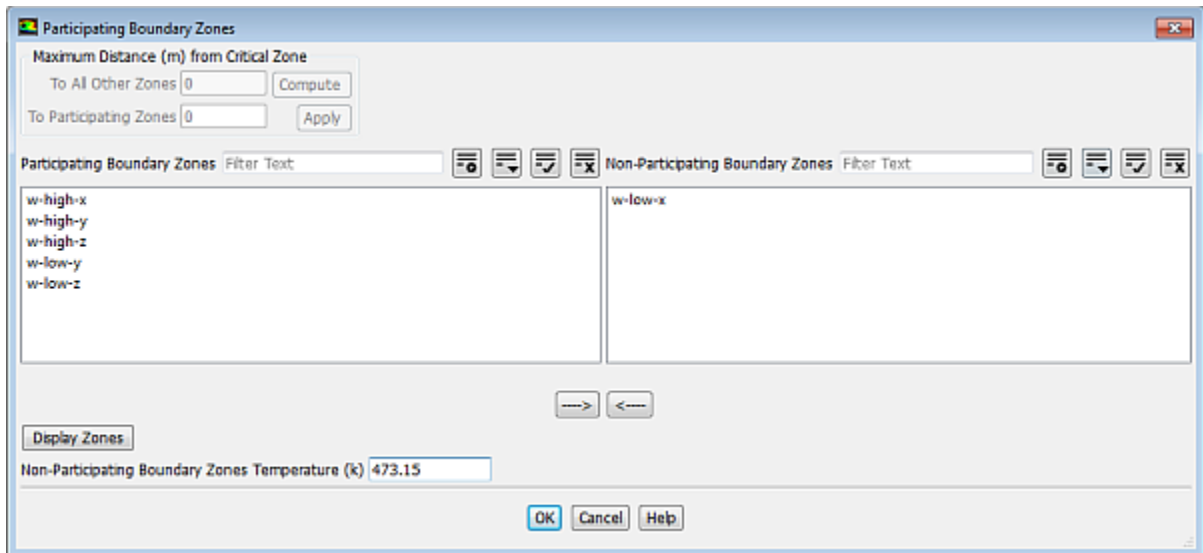 Participating Boundary Zones
Maximum Distance (m) from Critical Zone
To All Other Zones 0 Compute
To Participating Zones 0 Apply
Participating Boundary Zones Filter Text Non-Participating Boundary Zones Filter Text
w-high-x w-low-x
w-high-y
w-high-z
w-low-y
w-low-z
----> <----
Display Zones
Non-Participating Boundary Zones Temperature (k) 473.15
OK Cancel Help